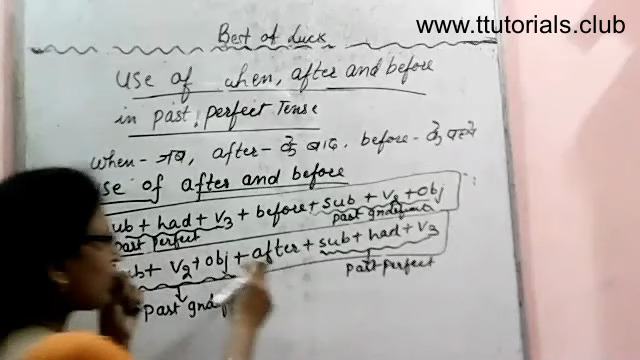 www.ttutorials.club
Best of Luck
Use of when, after and before
in past perfect Tense
when - जब, after - के बाद, before - के पहले
use of after and before
sub + had + V3 + before + sub + V2 + Obj
past perfect past Indefinite
sub + V2 + obj + after + sub + had + V3
past perfect
past